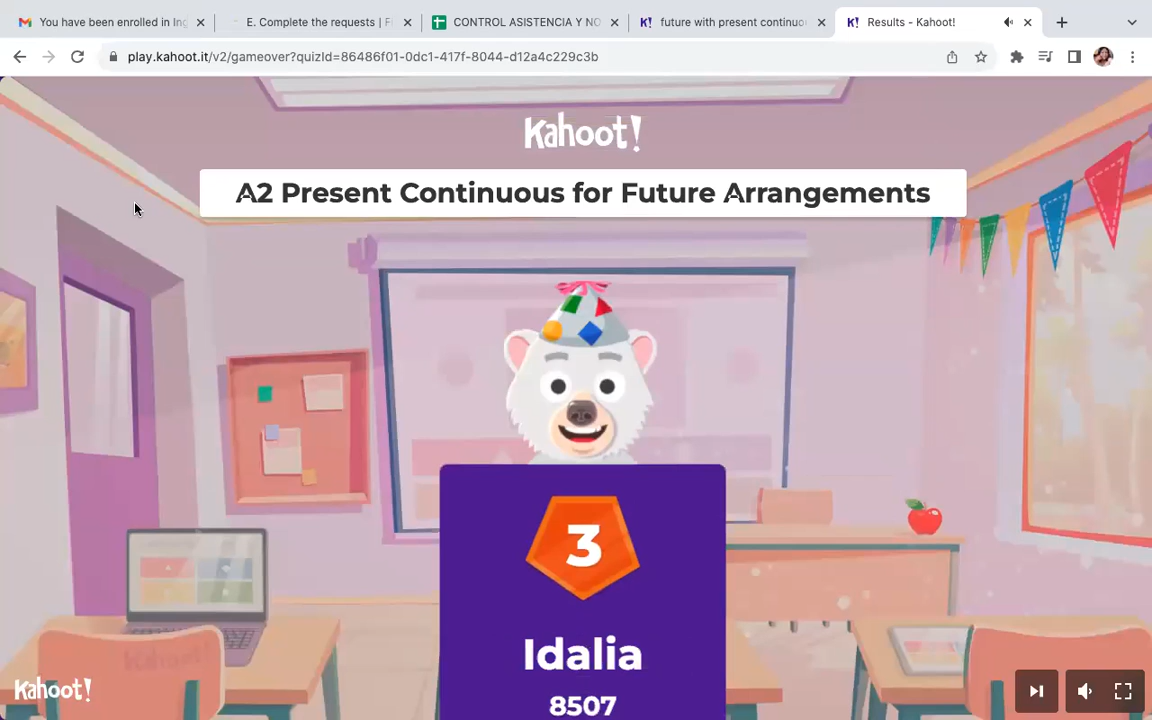 You have been enrolled in Ing
E. Complete the requests | F
CONTROL ASISTENCIA Y NO
K! future with present continuou
K! Results - Kahoot!
play.kahoot.it/v2/gameover?quizId=86486f01-0dc1-417f-8044-d12a4c229c3b
Kahoot!
A2 Present Continuous for Future Arrangements
3
Idalia
8507
Kahoot!